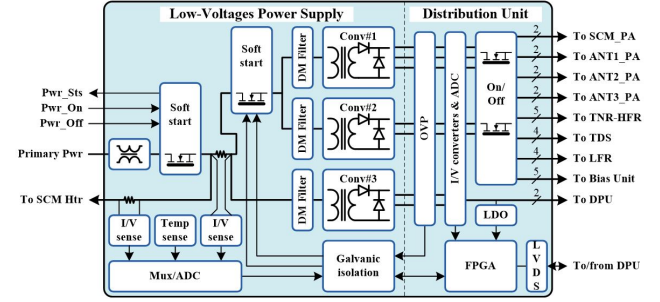 Low-Voltages Power Supply
Distribution Unit
Conv#1
DM Filter
Soft
start
Conv#2
DM Filter
Conv#3
DM Filter
Pwr_Sts
Pwr_On
Pwr_Off
Soft
start
Primary Pwr
To SCM Htr
I/V
sense
Temp
sense
I/V
sense
Mux/ADC
Galvanic
isolation
OVP
I/V converters & ADC
On/
Off
LDO
FPGA
L
V
D
S
2
To SCM_PA
2
To ANT1_PA
2
To ANT2_PA
2
To ANT3_PA
5
To TNR-HFR
4
To TDS
4
To LFR
5
To Bias Unit
2
To DPU
To/from DPU